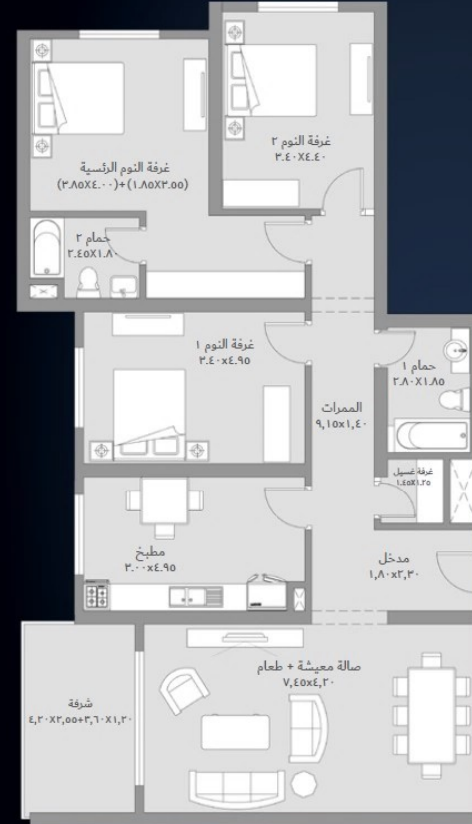 غرفة النوم ٢
٣.٤٠X٤.٤٠
غرفة النوم الرئسية
(٣.٨٥X٤.٠٠)+(١.٨٥X٣.٥٥)
حمام ٢
٢.٤٥X١.٨٠
غرفة النوم ١
٣.٤٠x٤.٩٥
حمام ١
٢.٨٠X١.٨٥
الممرات
٩,١٥x١,٤٠
غرفة غسيل
١.٤٥X١.٢٥
مطبخ
٣.٠٠x٤.٩٥
مدخل
١,٨٠x٢,٣٠
صالة معيشة + طعام
٧,٤٥x٤,٢٠
شرفة
٤,٢٠X٢,٥٥+٣,٦٠X١,٢٠